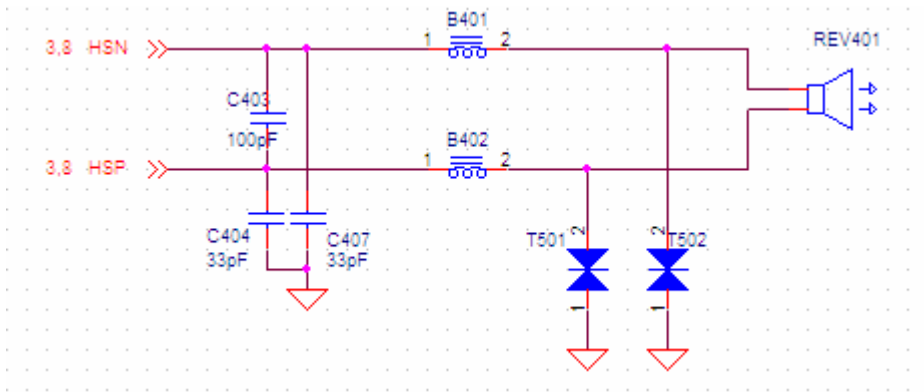 B401
3,8 HSN
1
2
REV401
C403
100pF
B402
3,8 HSP
1
2
C404
33pF
C407
33pF
T501
2
1
T502
2
1